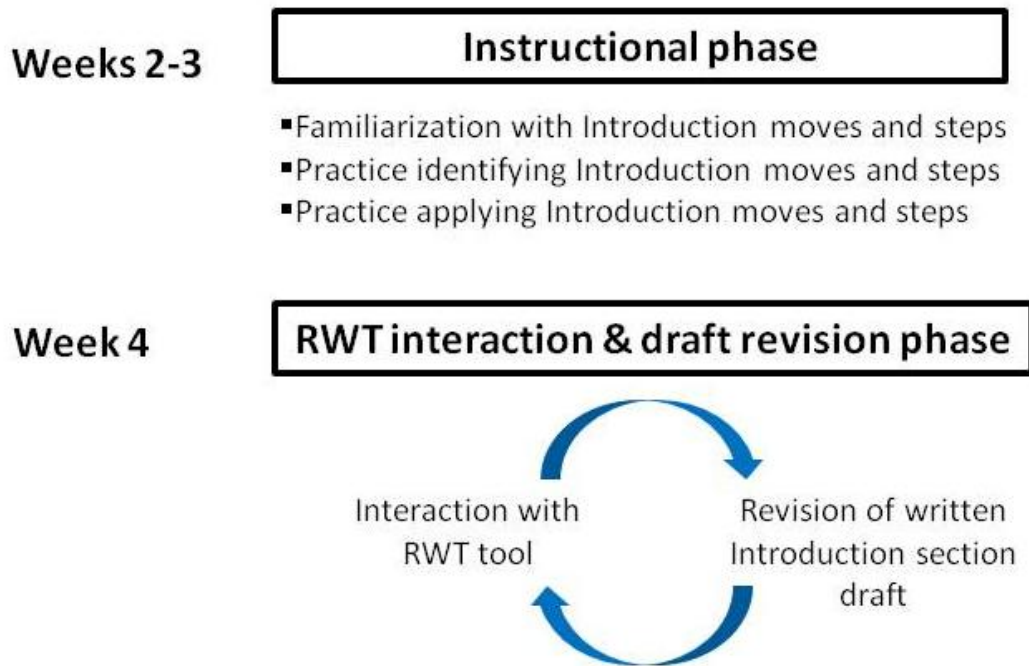 Weeks 2-3
Instructional phase
▪Familiarization with Introduction moves and steps
▪Practice identifying Introduction moves and steps
▪Practice applying Introduction moves and steps
Week 4
RWT interaction & draft revision phase
Interaction with
RWT tool
Revision of written
Introduction section
draft